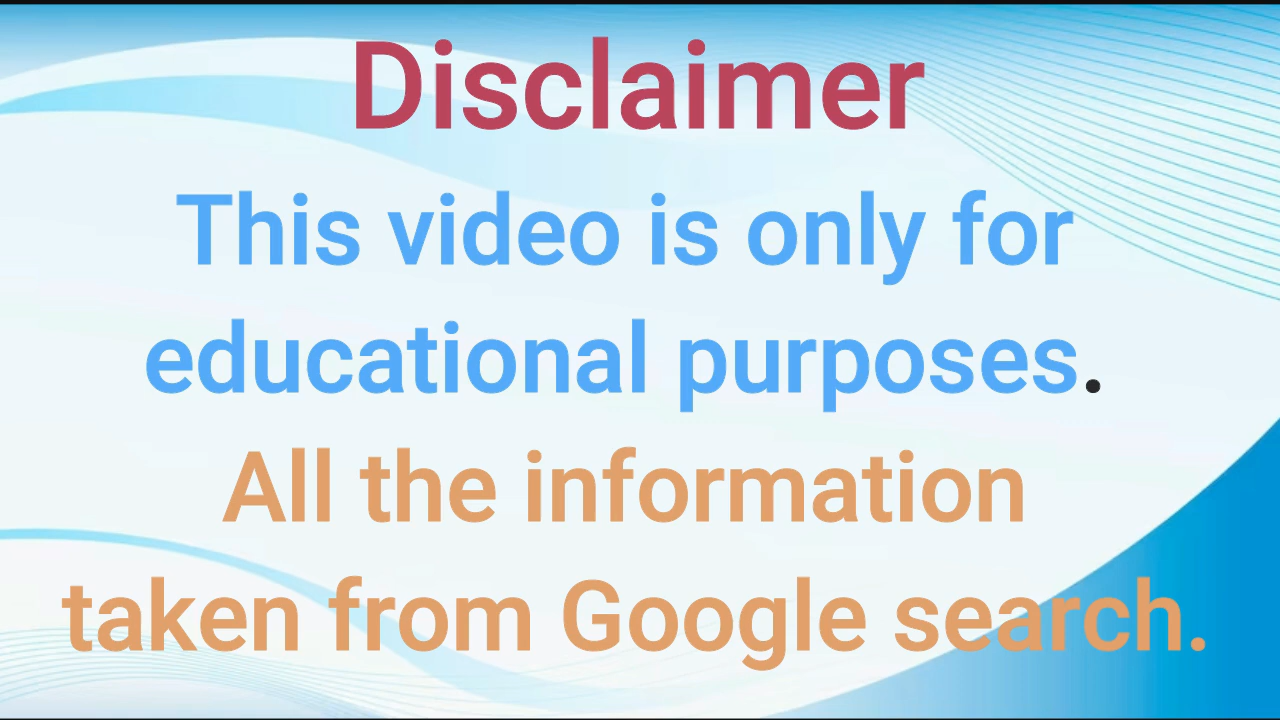 Disclaimer
This video is only for
educational purposes.
All the information
taken from Google search.